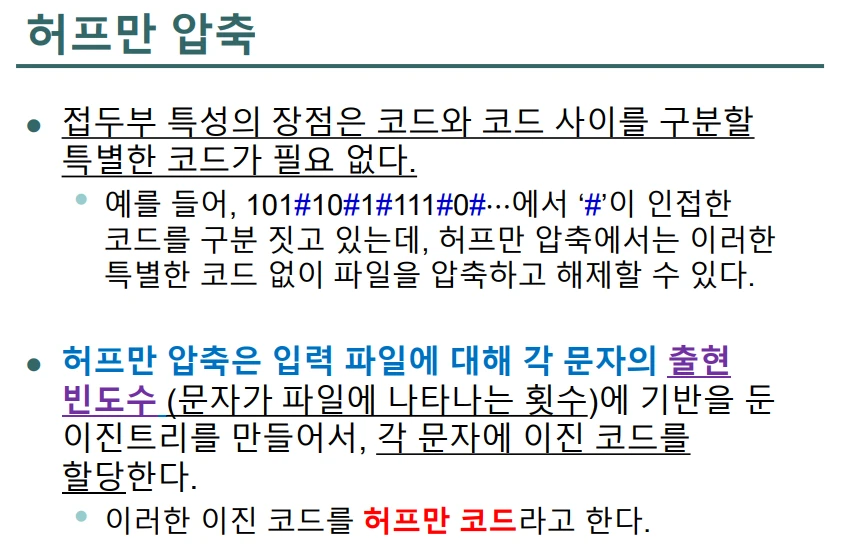 허프만 압축
● 접두부 특성의 장점은 코드와 코드 사이를 구분할
특별한 코드가 필요 없다.
● 예를 들어, 101#10#1#111#0#…에서 ‘#’이 인접한
코드를 구분 짓고 있는데, 허프만 압축에서는 이러한
특별한 코드 없이 파일을 압축하고 해제할 수 있다.
● 허프만 압축은 입력 파일에 대해 각 문자의 출현
빈도수 (문자가 파일에 나타나는 횟수)에 기반을 둔
이진트리를 만들어서, 각 문자에 이진 코드를
할당한다.
● 이러한 이진 코드를 허프만 코드라고 한다.